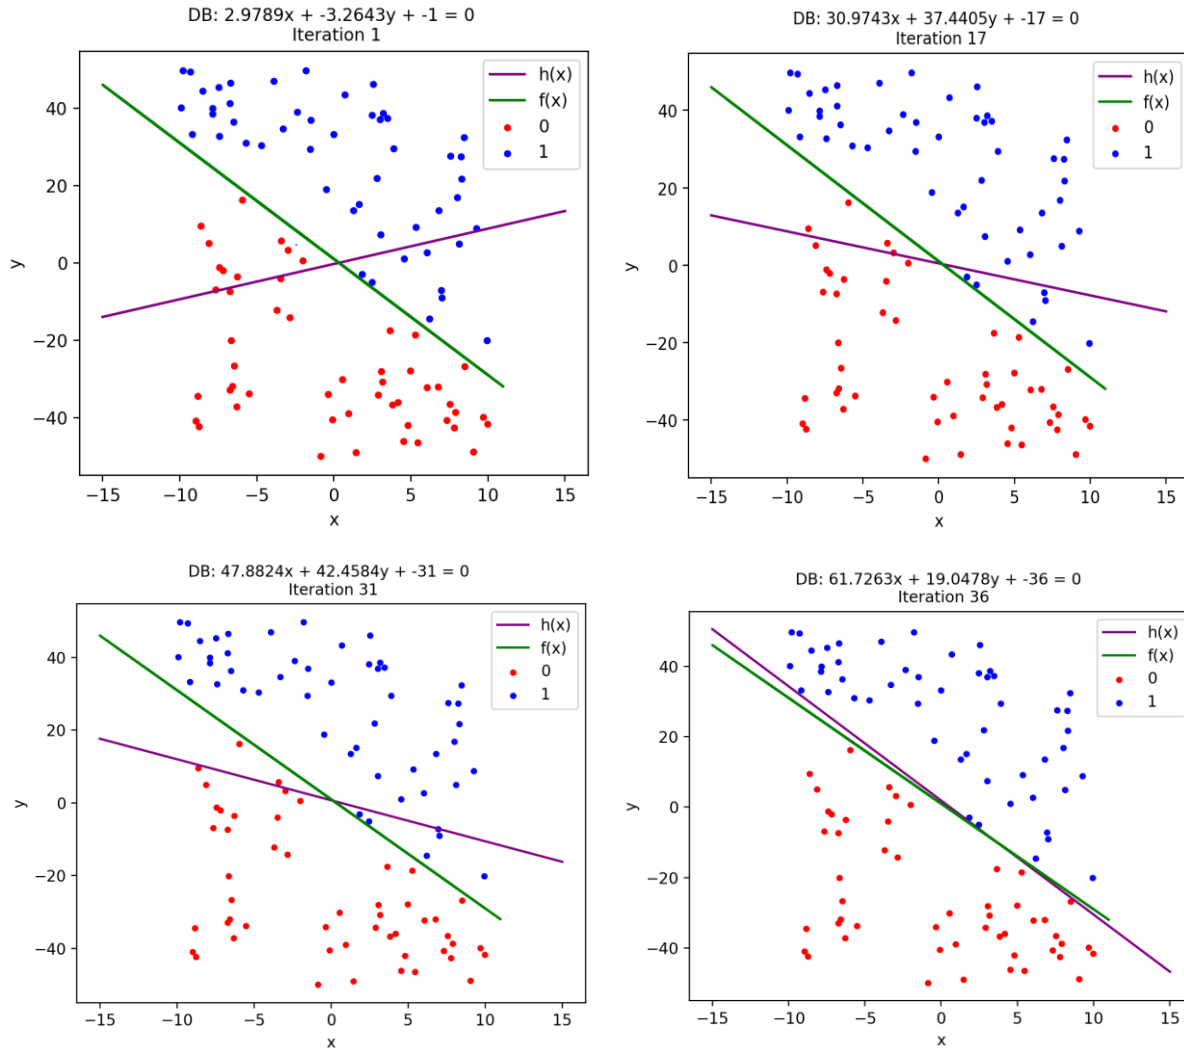 DB: 2.9789x + -3.2643y + -1 = 0
Iteration 1
h(x)
f(x)
0
1
40
20
0
−20
−40
y
−15
−10
−5
0
5
10
15
x
DB: 30.9743x + 37.4405y + -17 = 0
Iteration 17
h(x)
f(x)
0
1
40
20
0
−20
−40
y
−15
−10
−5
0
5
10
15
x
DB: 47.8824x + 42.4584y + -31 = 0
Iteration 31
h(x)
f(x)
0
1
40
20
0
−20
−40
y
−15
−10
−5
0
5
10
15
x
DB: 61.7263x + 19.0478y + -36 = 0
Iteration 36
h(x)
f(x)
0
1
40
20
0
−20
−40
y
−15
−10
−5
0
5
10
15
x